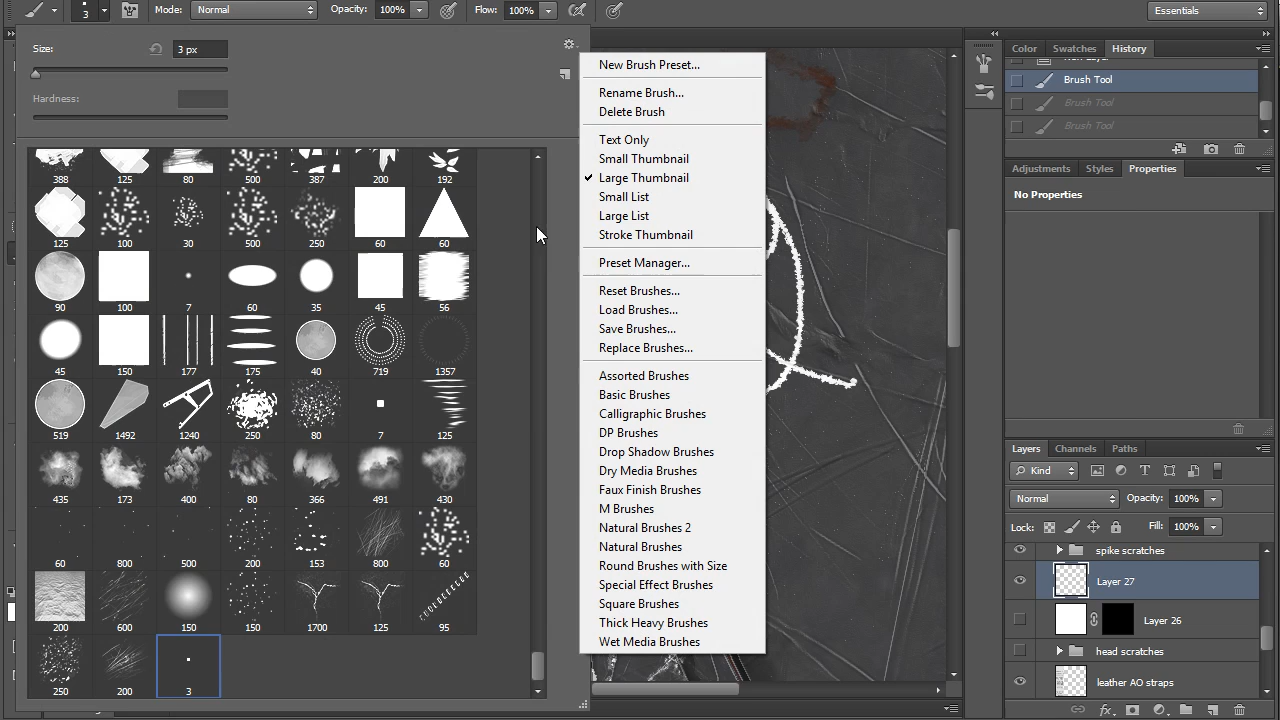 3 Mode: Normal Opacity: 100% Flow: 100% Essentials
Size: 3 px
Hardness:
388 125 80 500 387 200 192
125 100 30 500 250 60 60
90 100 7 60 35 45 56
45 150 177 175 40 719 1357
519 1492 1240 250 80 7 125
435 173 400 80 366 491 430
60 800 500 200 153 800 60
200 600 150 150 1700 125 95
250 200 3
New Brush Preset...
Rename Brush...
Delete Brush
Text Only
Small Thumbnail
Large Thumbnail
Small List
Large List
Stroke Thumbnail
Preset Manager...
Reset Brushes...
Load Brushes...
Save Brushes...
Replace Brushes...
Assorted Brushes
Basic Brushes
Calligraphic Brushes
DP Brushes
Drop Shadow Brushes
Dry Media Brushes
Faux Finish Brushes
M Brushes
Natural Brushes 2
Natural Brushes
Round Brushes with Size
Special Effect Brushes
Square Brushes
Thick Heavy Brushes
Wet Media Brushes
Color Swatches History
Brush Tool
Brush Tool
Brush Tool
Adjustments Styles Properties
No Properties
Layers Channels Paths
Kind
Normal Opacity: 100%
Lock: Fill: 100%
spike scratches
Layer 27
Layer 26
head scratches
leather AO straps
fx